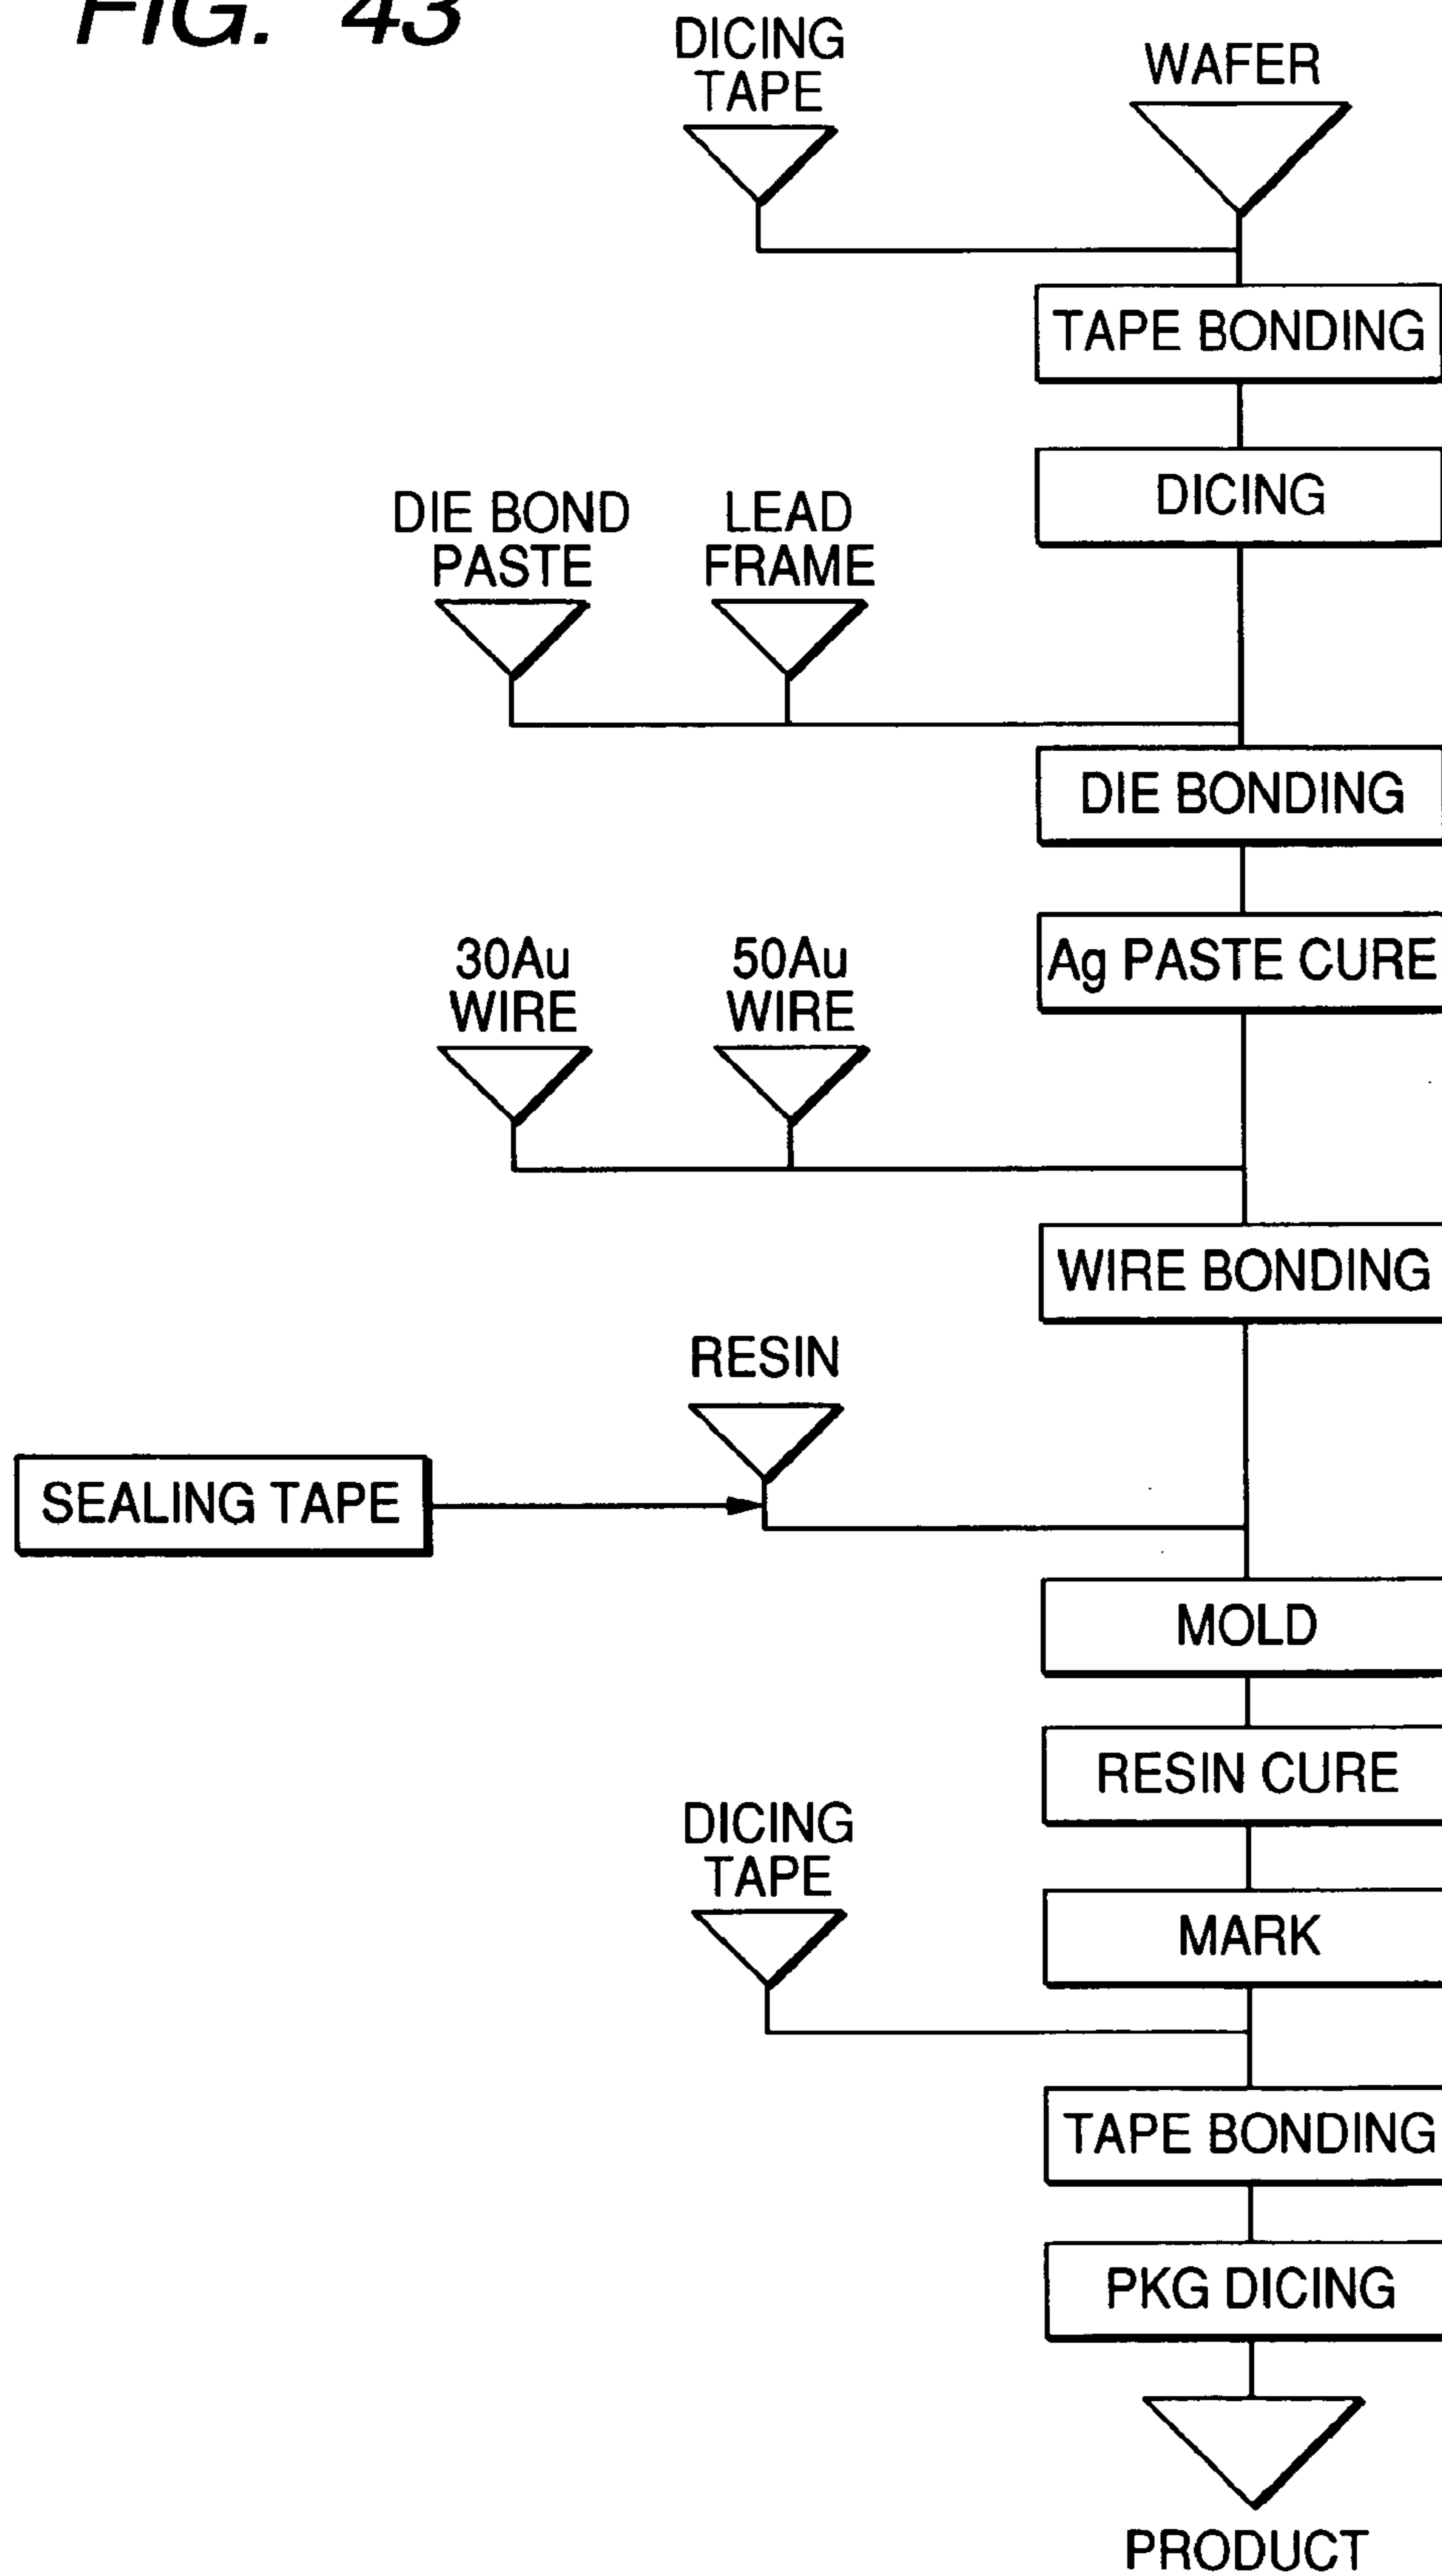 FIG. 43
DICING
TAPE
WAFER
TAPE BONDING
DICING
DIE BOND
PASTE
LEAD
FRAME
DIE BONDING
Ag PASTE CURE
30Au
WIRE
50Au
WIRE
WIRE BONDING
RESIN
SEALING TAPE
MOLD
RESIN CURE
MARK
DICING
TAPE
TAPE BONDING
PKG DICING
PRODUCT